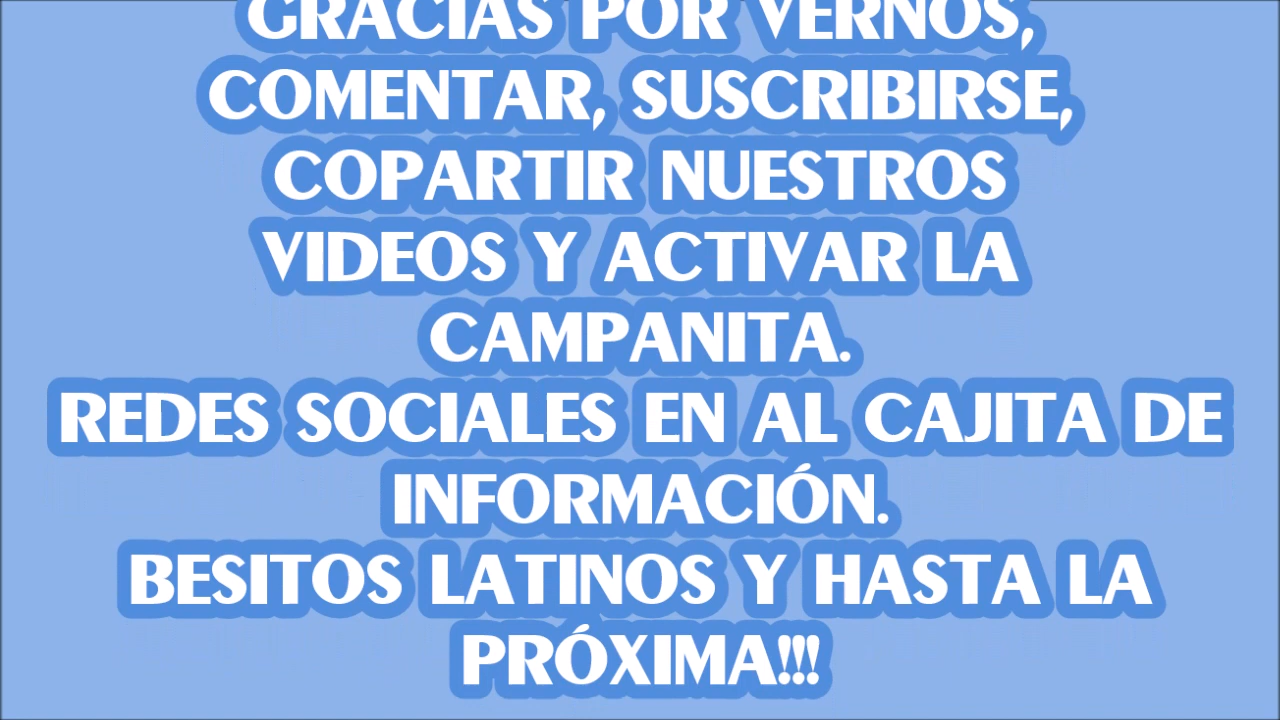 GRACIAS POR VERNOS,
COMENTAR, SUSCRIBIRSE,
COPARTIR NUESTROS
VIDEOS Y ACTIVAR LA
CAMPANITA.
REDES SOCIALES EN AL CAJITA DE
INFORMACIÓN.
BESITOS LATINOS Y HASTA LA
PRÓXIMA!!!